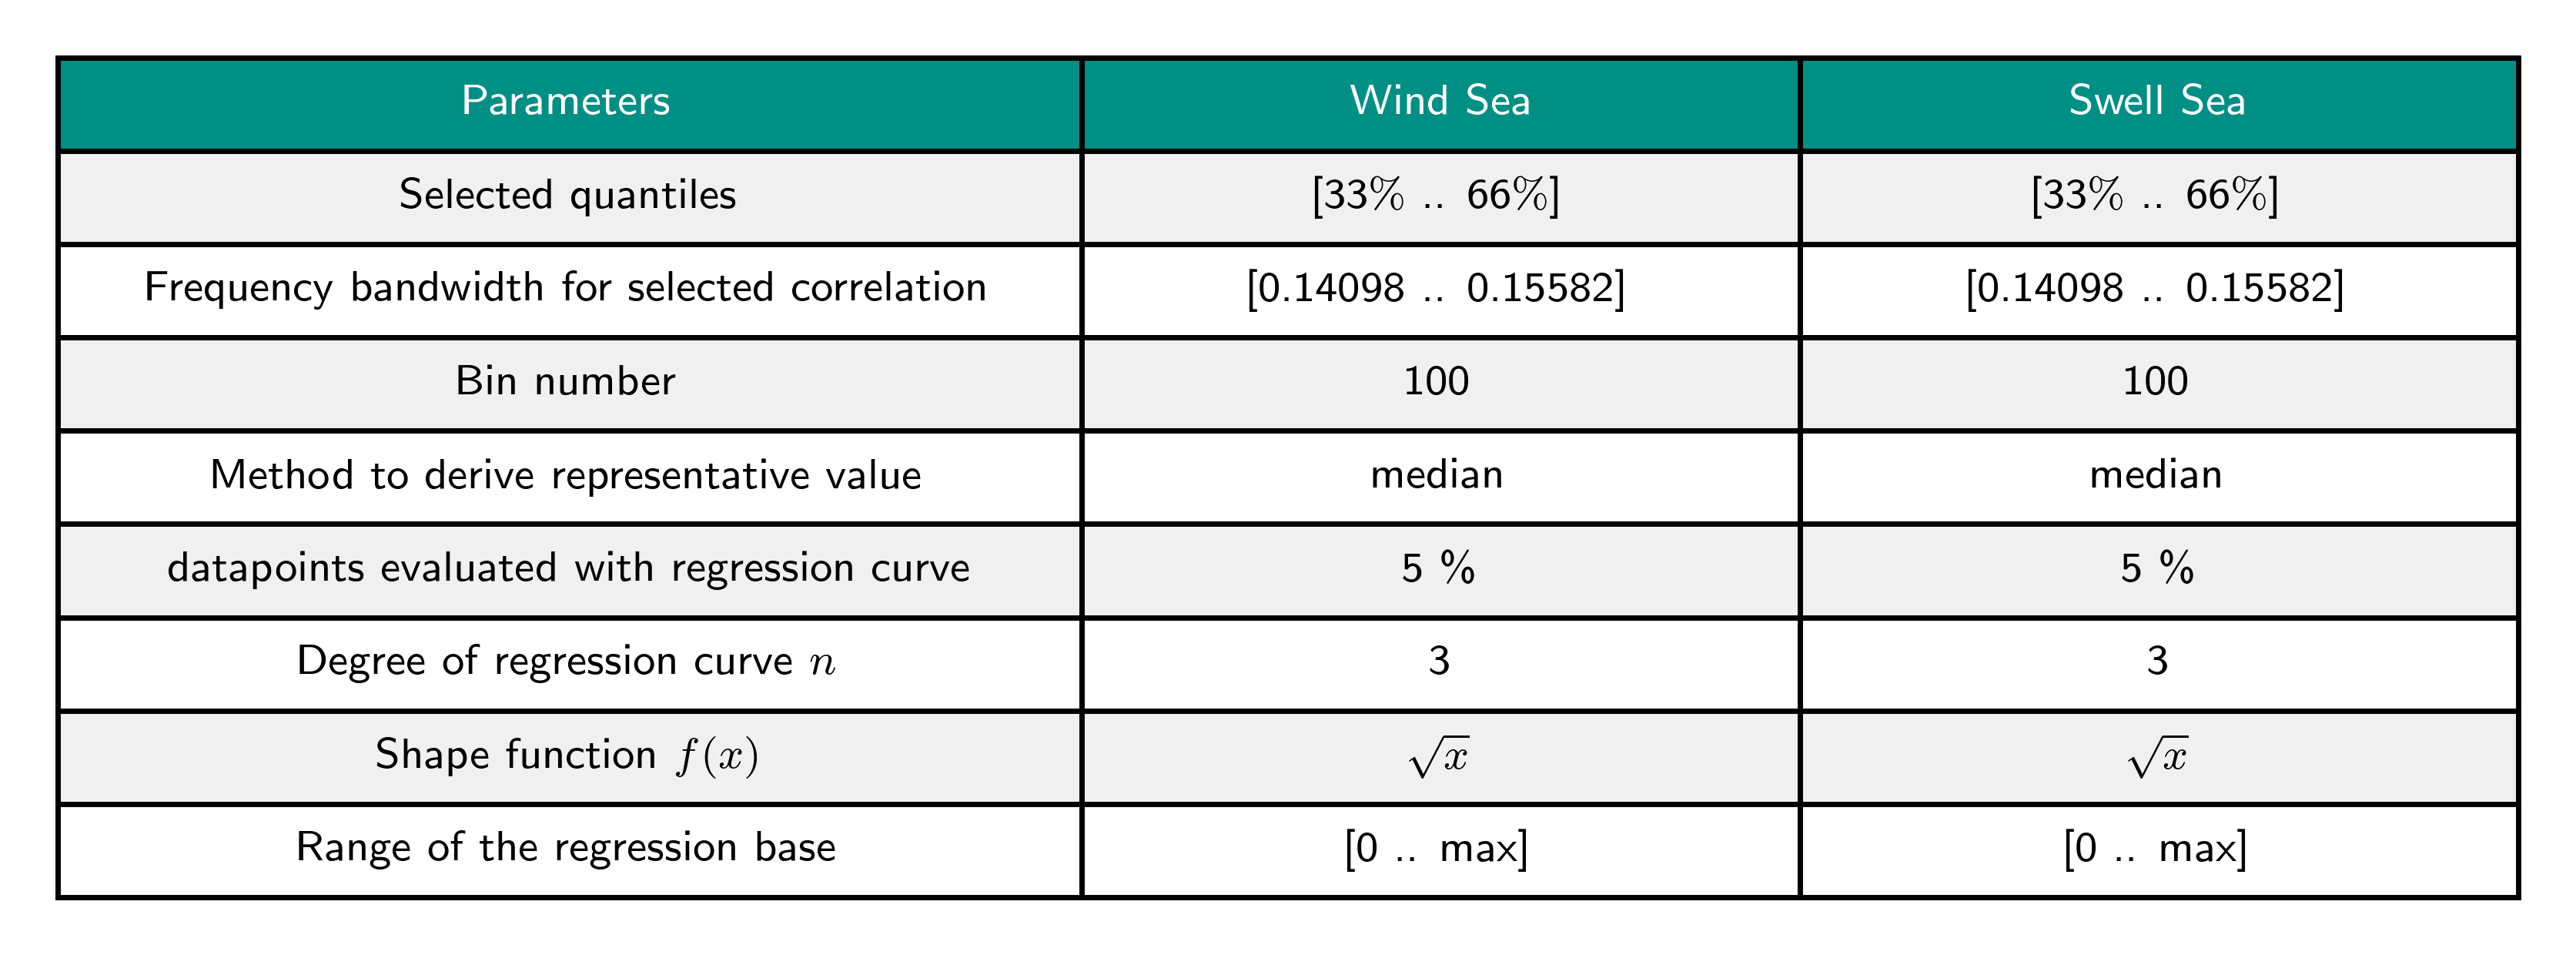 Parameters Wind Sea Swell Sea
Selected quantiles [33% .. 66%] [33% .. 66%]
Frequency bandwidth for selected correlation [0.14098 .. 0.15582] [0.14098 .. 0.15582]
Bin number 100 100
Method to derive representative value median median
datapoints evaluated with regression curve 5 % 5 %
Degree of regression curve n 3 3
Shape function f(x) √x √x
Range of the regression base [0 .. max] [0 .. max]